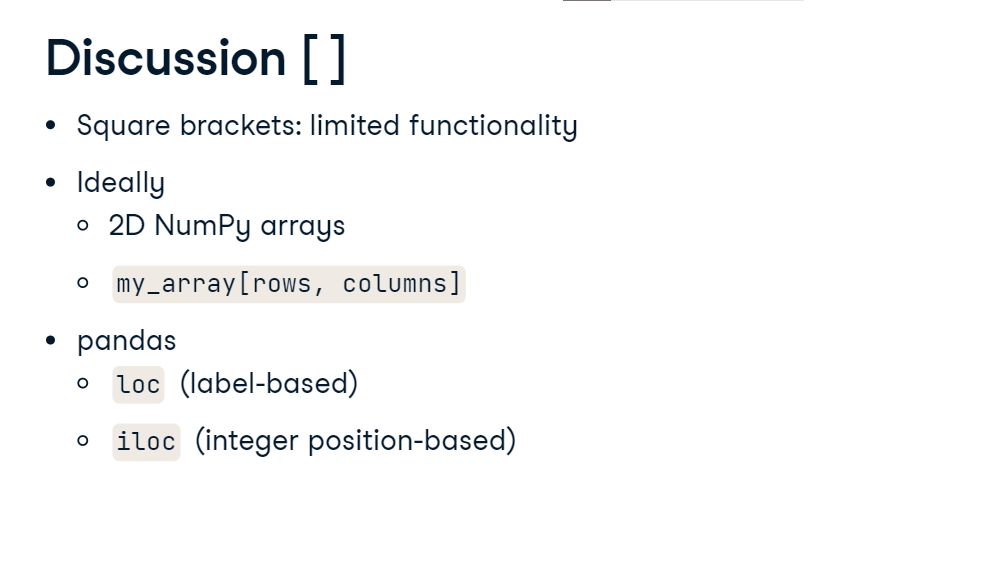 Discussion [ ]
• Square brackets: limited functionality
• Ideally
○ 2D NumPy arrays
○ my_array[rows, columns]
• pandas
○ loc (label-based)
○ iloc (integer position-based)